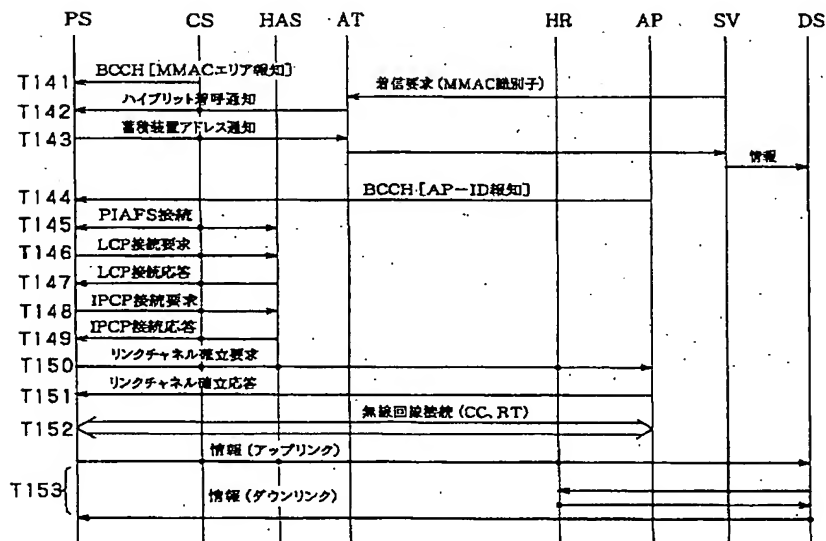 PS CS HAS AT HR AP SV DS
BCCH [MMACエリア報知]
T141
着信要求(MMAC識別子)
ハイブリット着呼通知
T142
蓄積装置アドレス通知
T143
情報
BCCH [AP-ID報知]
T144
PIAFS接続
T145
LCP接続要求
T146
LCP接続応答
T147
IPCP接続要求
T148
IPCP接続応答
T149
リンクチャネル確立要求
T150
リンクチャネル確立応答
T151
無線回線接続(CC、RT)
T152
情報(アップリンク)
T153
情報(ダウンリンク)